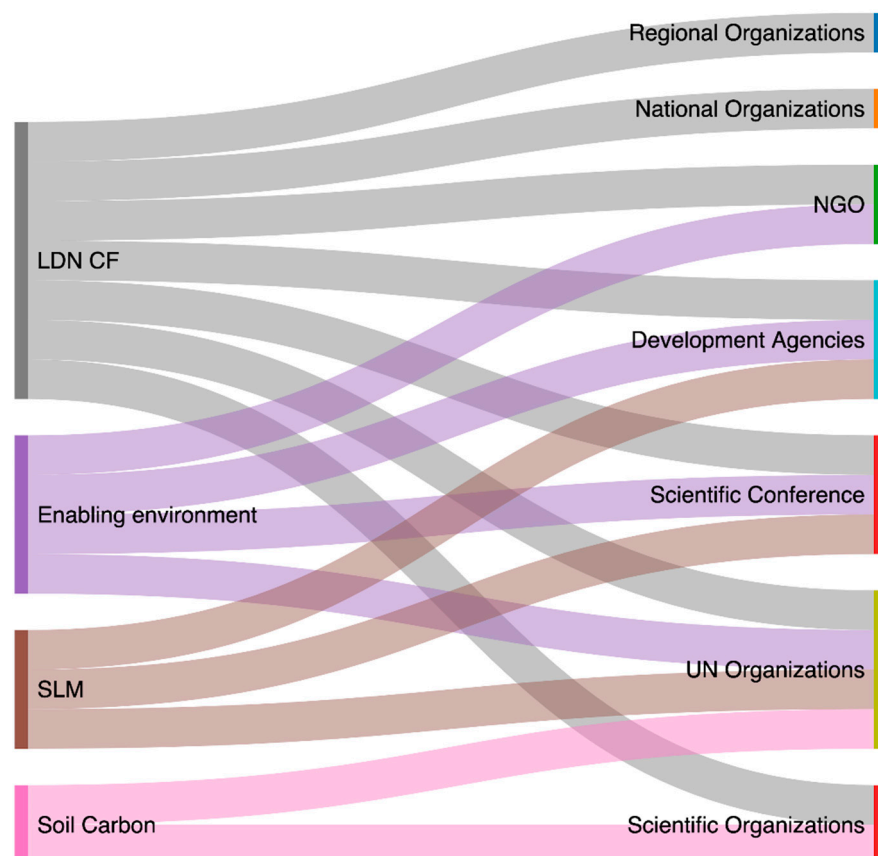 Regional Organizations
National Organizations
NGO
LDN CF
Development Agencies
Scientific Conference
Enabling environment
UN Organizations
SLM
Soil Carbon
Scientific Organizations